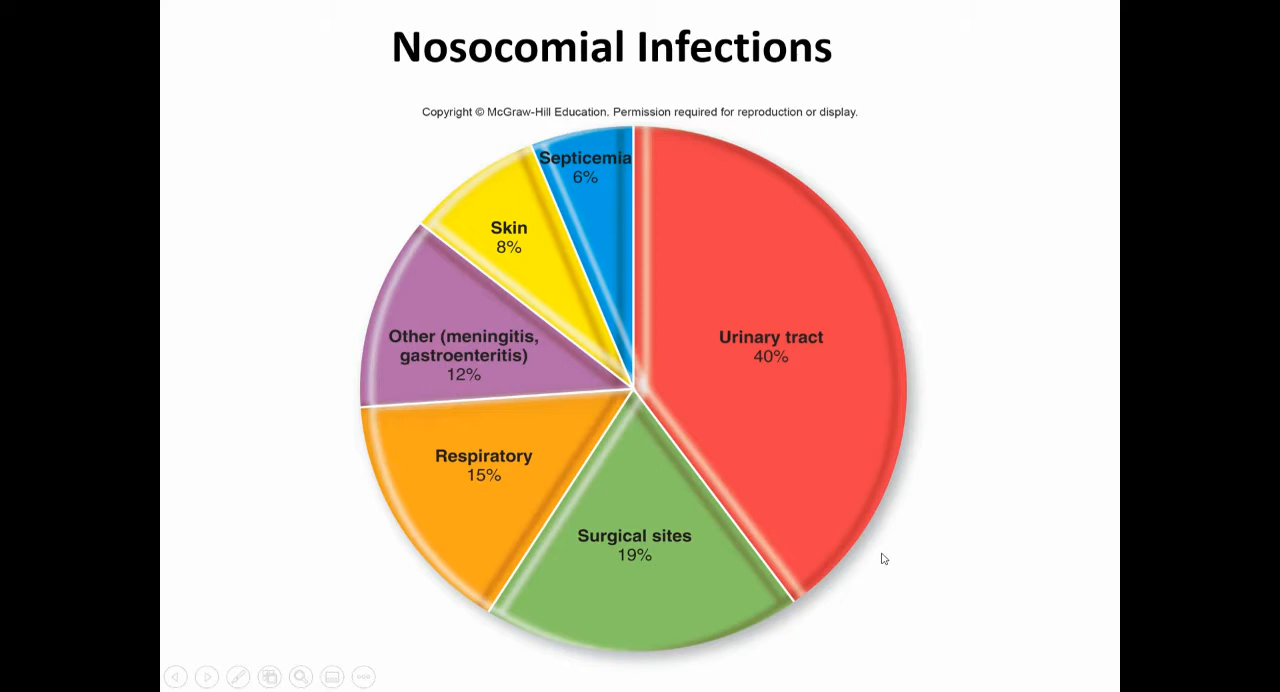 Nosocomial Infections
Copyright © McGraw-Hill Education. Permission required for reproduction or display.
Septicemia
6%
Skin
8%
Urinary tract
40%
Other (meningitis,
gastroenteritis)
12%
Respiratory
15%
Surgical sites
19%